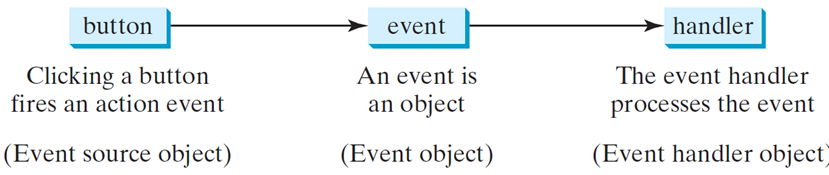 button
event
handler
Clicking a button
fires an action event
An event is
an object
The event handler
processes the event
(Event source object)
(Event object)
(Event handler object)